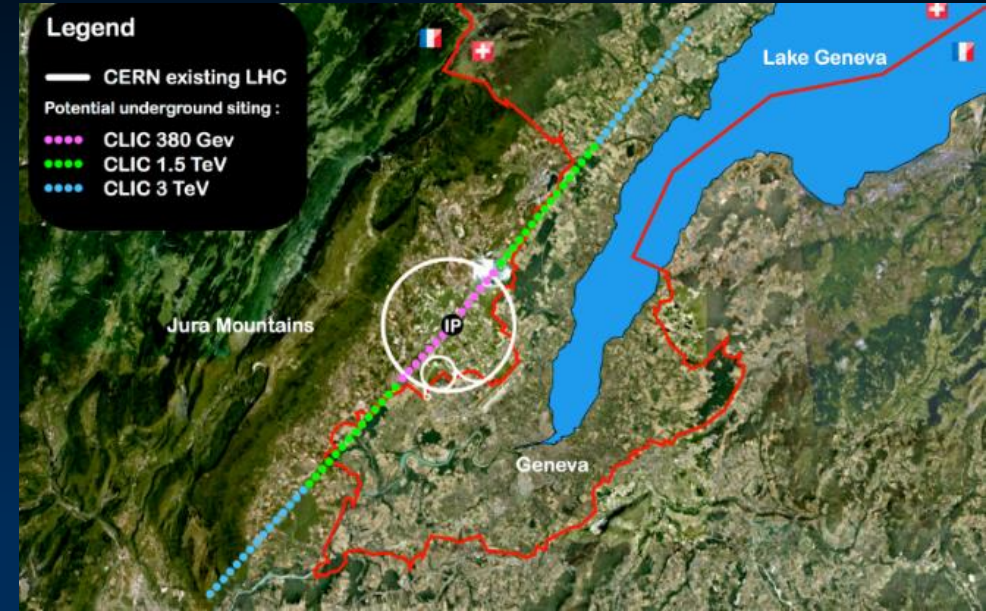 Legend
CERN existing LHC
Potential underground siting :
CLIC 380 Gev
CLIC 1.5 TeV
CLIC 3 TeV
Lake Geneva
Jura Mountains
IP
Geneva